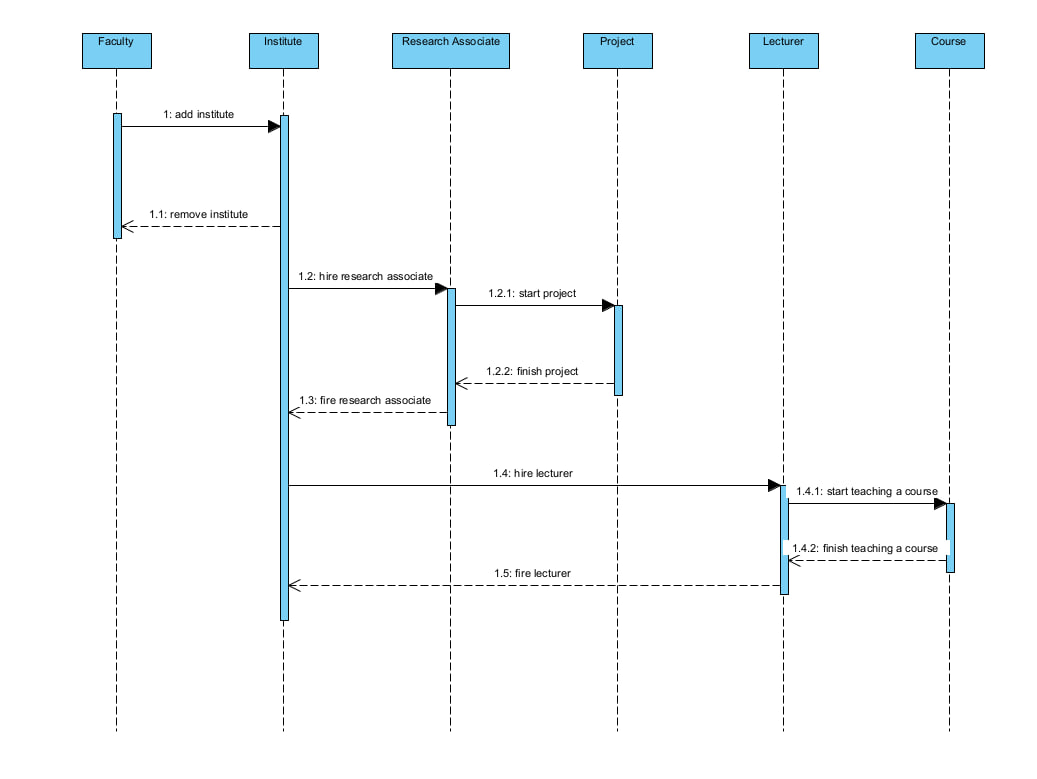 Faculty
Institute
Research Associate
Project
Lecturer
Course
1: add institute
1.1: remove institute
1.2: hire research associate
1.2.1: start project
1.2.2: finish project
1.3: fire research associate
1.4: hire lecturer
1.4.1: start teaching a course
1.4.2: finish teaching a course
1.5: fire lecturer